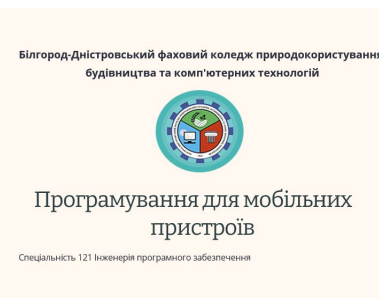 Білгород-Дністровський фаховий коледж природокористування
будівництва та комп'ютерних технологій
Програмування для мобільних
пристроїв
Спеціальність 121 Інженерія програмного забезпечення